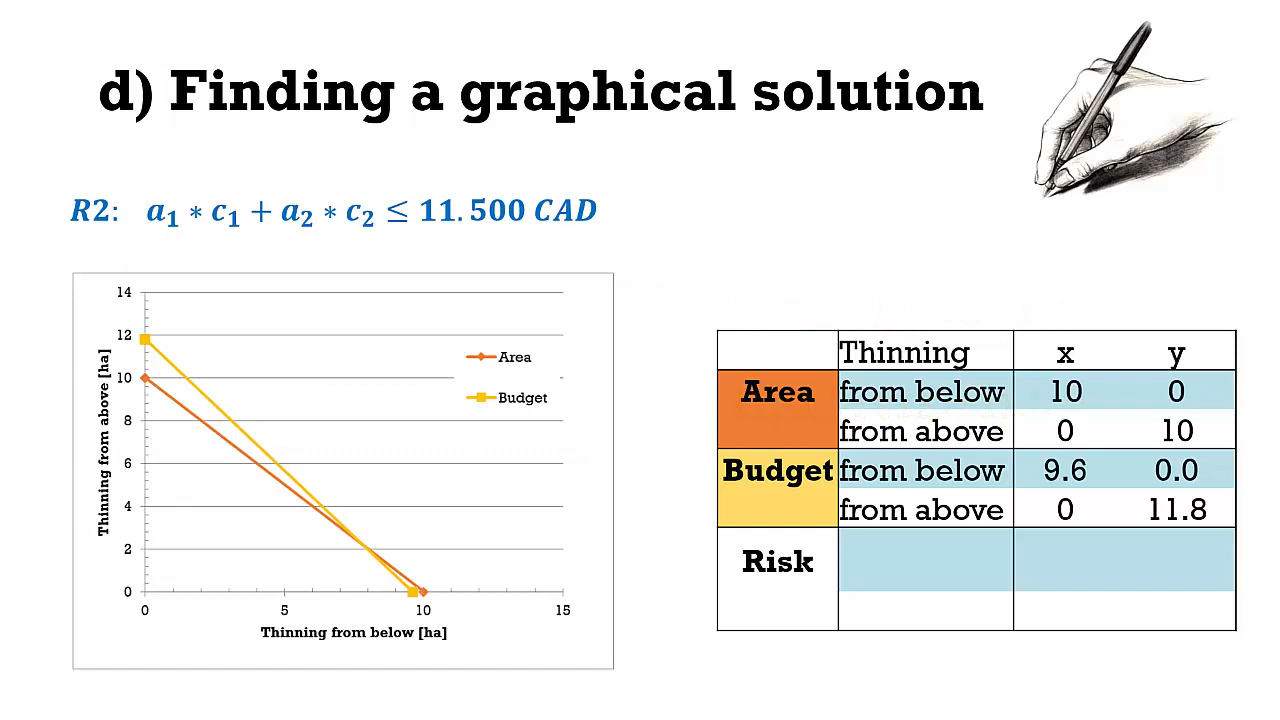 d) Finding a graphical solution
R2: a₁ * c₁ + a₂ * c₂ ≤ 11.500 CAD
14
12
10
8
6
4
2
0
Thinning from above [ha]
Area
Budget
0 5 10 15
Thinning from below [ha]
Thinning x y
Area from below 10 0
from above 0 10
Budget from below 9.6 0.0
from above 0 11.8
Risk